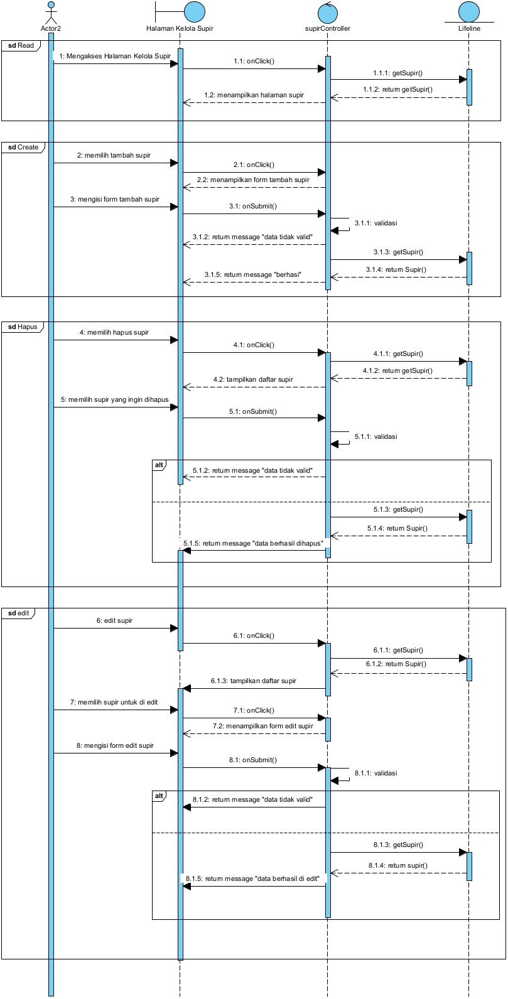 Actor2
Halaman Kelola Supir
supirController
Lifeline
sd Read
1: Mengakses Halaman Kelola Supir
1.1: onClick()
1.1.1: getSupir()
1.1.2: return getSupir()
1.2: menampilkan halaman supir
sd Create
2: memilih tambah supir
2.1: onClick()
2.2: menampilkan form tambah supir
3: mengisi form tambah supir
3.1: onSubmit()
3.1.1: validasi
3.1.2: return message "data tidak valid"
3.1.3: getSupir()
3.1.4: return Supir()
3.1.5: return message "berhasi"
sd Hapus
4: memilih hapus supir
4.1: onClick()
4.1.1: getSupir()
4.1.2: return getSupir()
4.2: tampilkan daftar supir
5: memilih supir yang ingin dihapus
5.1: onSubmit()
5.1.1: validasi
alt
5.1.2: return message "data tidak valid"
5.1.3: getSupir()
5.1.4: return Supir()
5.1.5: return message "data berhasil dihapus"
sd edit
6: edit supir
6.1: onClick()
6.1.1: getSupir()
6.1.2: return Supir()
6.1.3: tampilkan daftar supir
7: memilih supir untuk di edit
7.1: onClick()
7.2: menampilkan form edit supir
8: mengisi form edit supir
8.1: onSubmit()
8.1.1: validasi
alt
8.1.2: return message "data tidak valid"
8.1.3: getSupir()
8.1.4: return supir()
8.1.5: return message "data berhasil di edit"